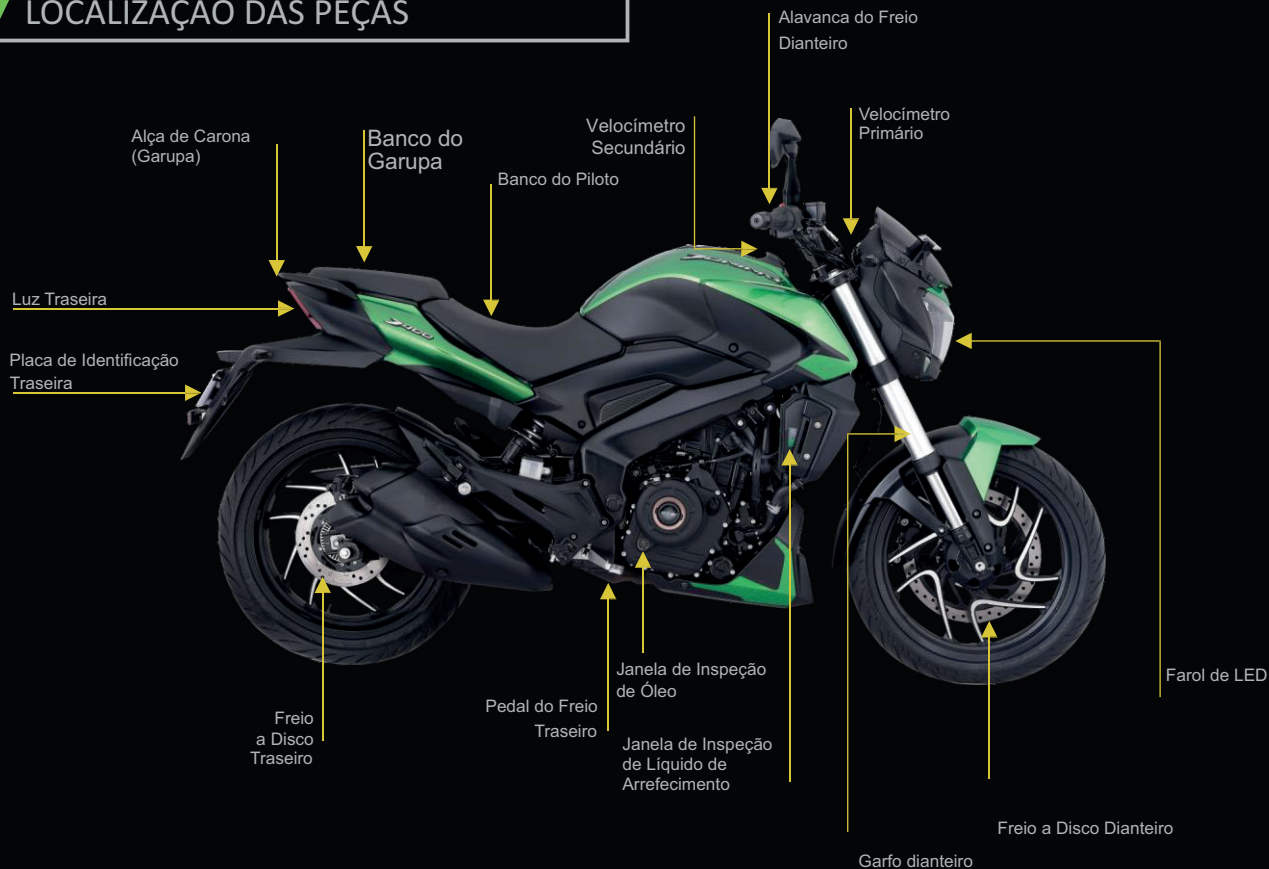 LOCALIZAÇÃO DAS PEÇAS
Alavanca do Freio
Dianteiro
Velocímetro
Primário
Velocímetro
Secundário
Alça de Carona
(Garupa)
Banco do
Garupa
Banco do Piloto
Luz Traseira
Placa de Identificação
Traseira
D400
Farol de LED
Janela de Inspeção
de Óleo
Pedal do Freio
Traseiro
Freio
a Disco
Traseiro
Janela de Inspeção
de Líquido de
Arrefecimento
Freio a Disco Dianteiro
Garfo dianteiro